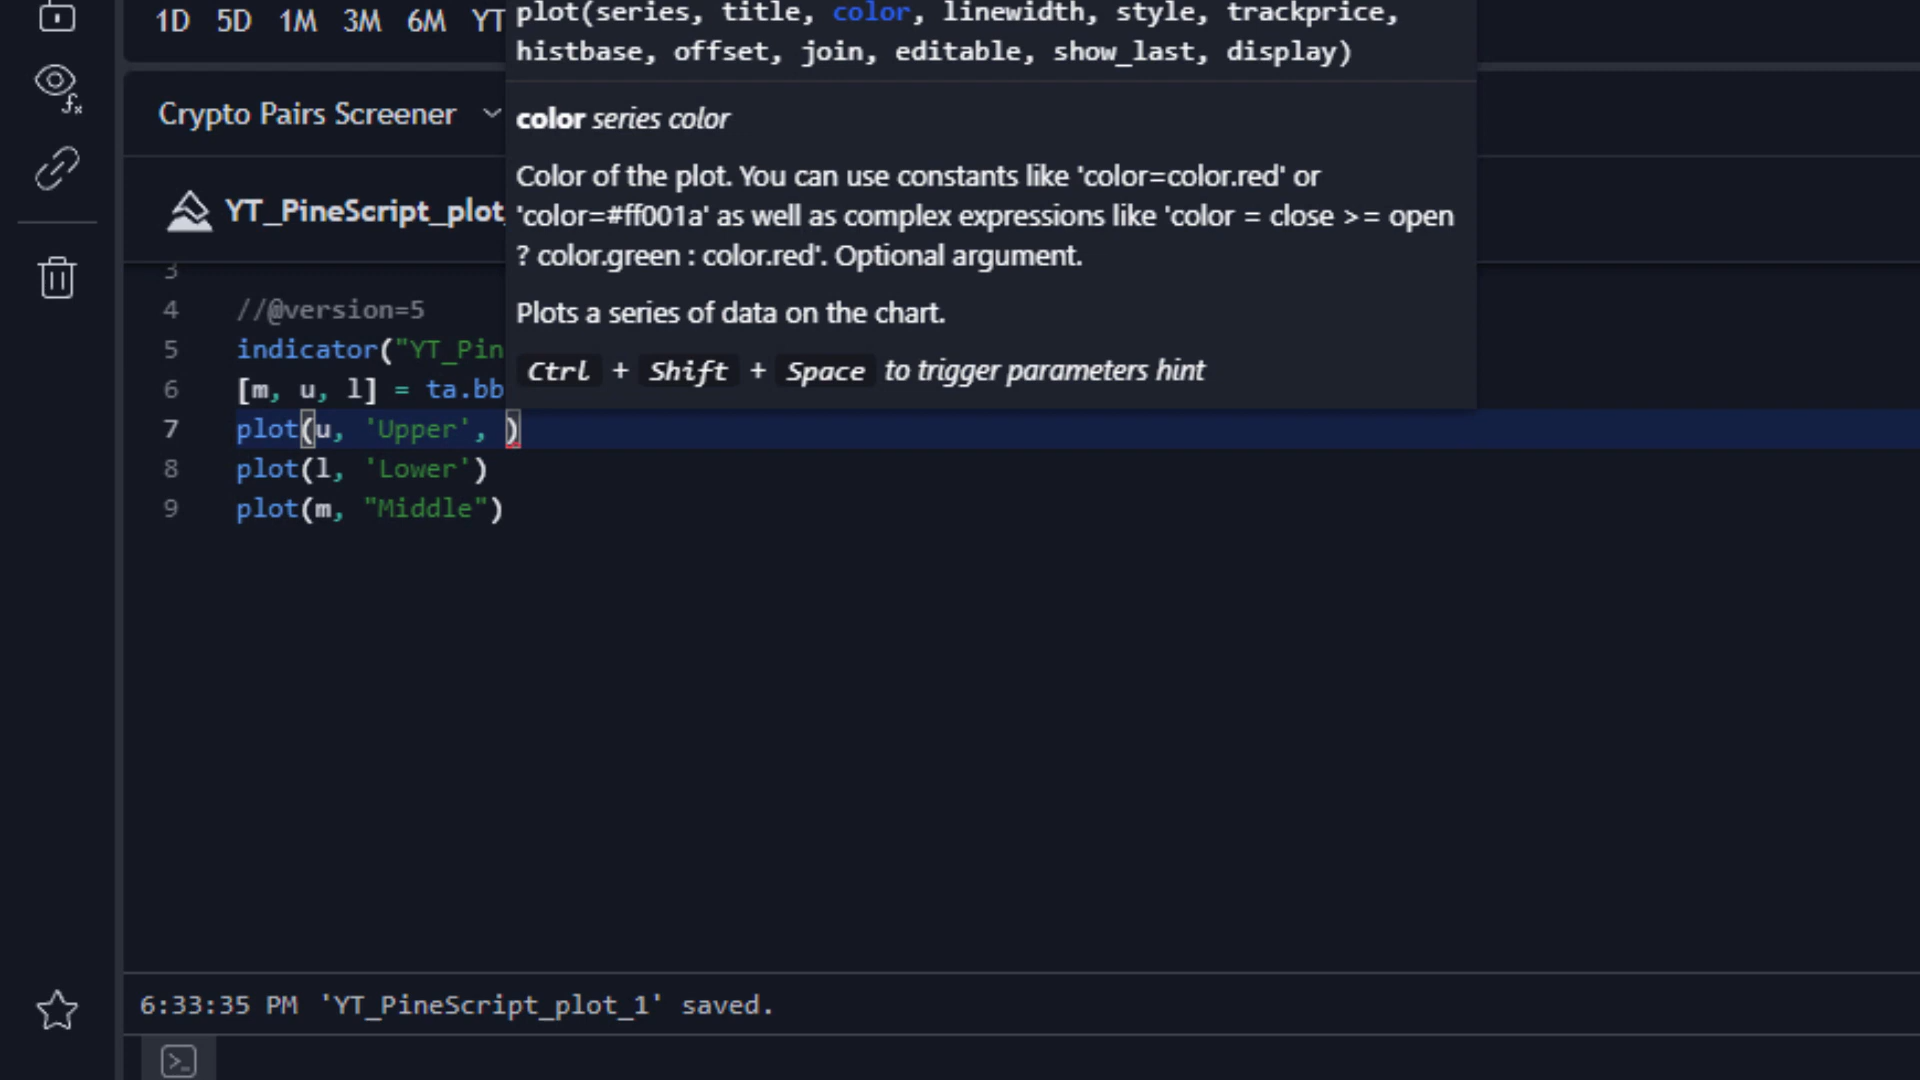 1D 5D 1M 3M 6M YT
plot(series, title, color, linewidth, style, trackprice,
histbase, offset, join, editable, show_last, display)
Crypto Pairs Screener
color series color
Color of the plot. You can use constants like 'color=color.red' or
'color=#ff001a' as well as complex expressions like 'color = close >= open
? color.green : color.red'. Optional argument.
Plots a series of data on the chart.
Ctrl + Shift + Space to trigger parameters hint
YT_PineScript_plot_
3
4 //@version=5
5 indicator("YT_Pin
6 [m, u, l] = ta.bb
7 plot(u, 'Upper', )
8 plot(l, 'Lower')
9 plot(m, "Middle")
6:33:35 PM 'YT_PineScript_plot_1' saved.